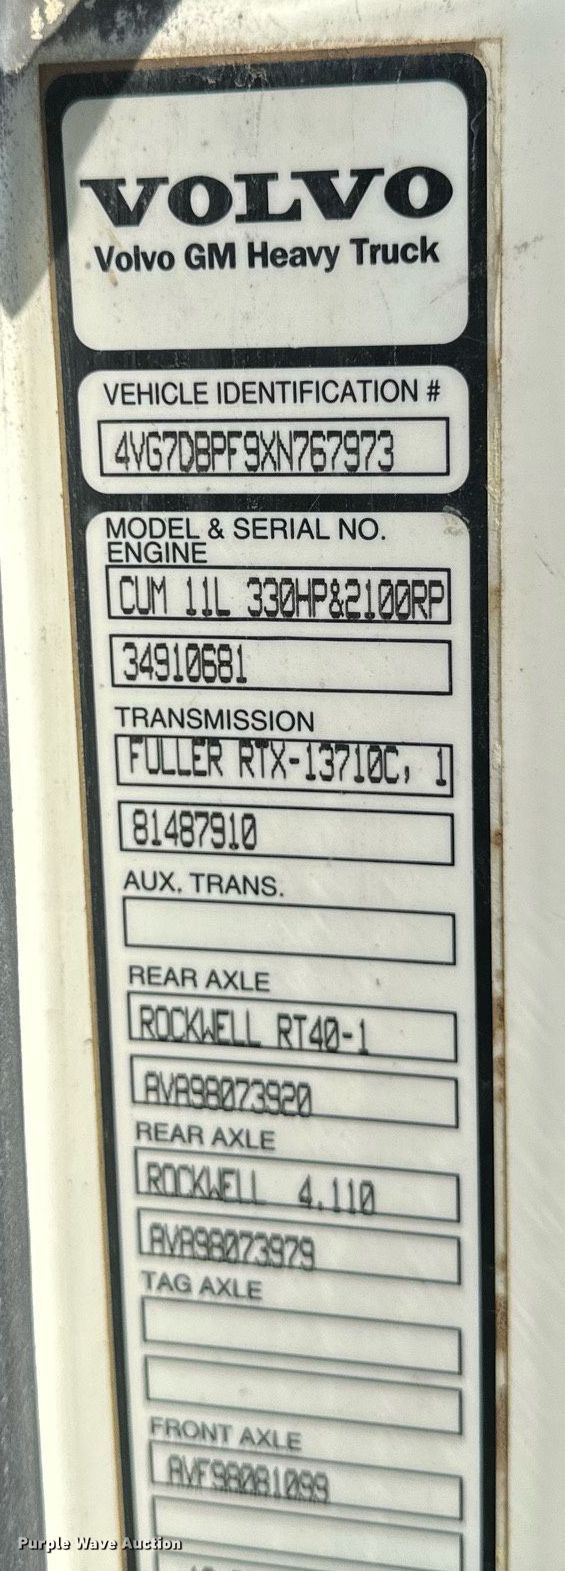 VOLVO
Volvo GM Heavy Truck
VEHICLE IDENTIFICATION #
4VG7DBPF9XN767973
MODEL & SERIAL NO.
ENGINE
CUM 11L 330HP&2100RP
34910681
TRANSMISSION
FULLER RTX-13710C, 1
81487910
AUX. TRANS.
REAR AXLE
ROCKWELL RT40-1
AVA98073920
REAR AXLE
ROCKWELL 4.110
AVA98073979
TAG AXLE
FRONT AXLE
AVF98081099
Purple Wave Auction